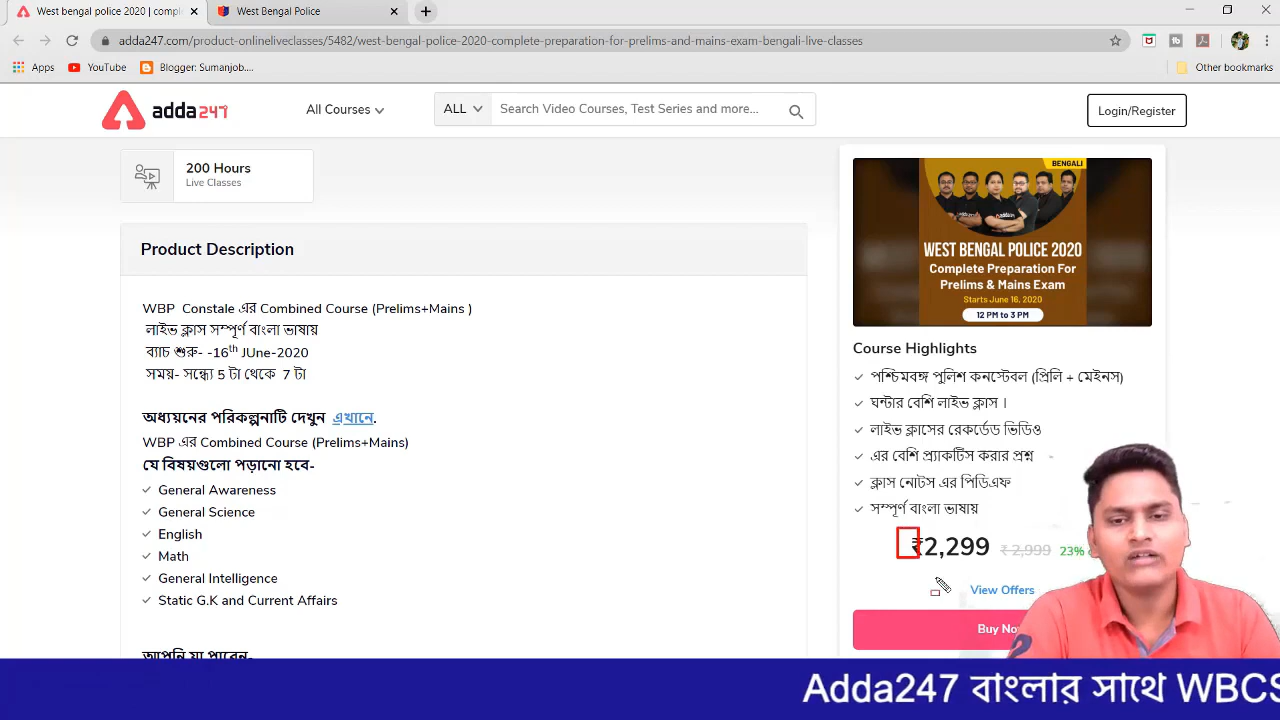 West bengal police 2020 | compl
West Bengal Police
adda247.com/product-onlineliveclasses/5482/west-bengal-police-2020-complete-preparation-for-prelims-and-mains-exam-bengali-live-classes
Apps
YouTube
Blogger: Sumanjob....
Other bookmarks
adda247
All Courses
ALL
Search Video Courses, Test Series and more...
Login/Register
200 Hours
Live Classes
Product Description
WBP Constale এর Combined Course (Prelims+Mains )
লাইভ ক্লাস সম্পূর্ণ বাংলা ভাষায়
ব্যাচ শুরু- -16th JUne-2020
সময়- সন্ধ্যে 5 টা থেকে 7 টা
অধ্যয়নের পরিকল্পনাটি দেখুন এখানে.
WBP এর Combined Course (Prelims+Mains)
যে বিষয়গুলো পড়ানো হবে-
General Awareness
General Science
English
Math
General Intelligence
Static G.K and Current Affairs
আপনি যা পাবেন-
BENGALI
WEST BENGAL POLICE 2020
Complete Preparation For
Prelims & Mains Exam
Starts June 16, 2020
12 PM to 3 PM
Course Highlights
পশ্চিমবঙ্গ পুলিশ কনস্টেবল (প্রিলি + মেইনস)
ঘন্টার বেশি লাইভ ক্লাস ।
লাইভ ক্লাসের রেকর্ডেড ভিডিও
এর বেশি প্র্যাকটিস করার প্রশ্ন
ক্লাস নোটস এর পিডিএফ
সম্পূর্ণ বাংলা ভাষায়
₹2,299 ₹ 2,999 23%
View Offers
Buy Now
Adda247 বাংলার সাথে WBCS